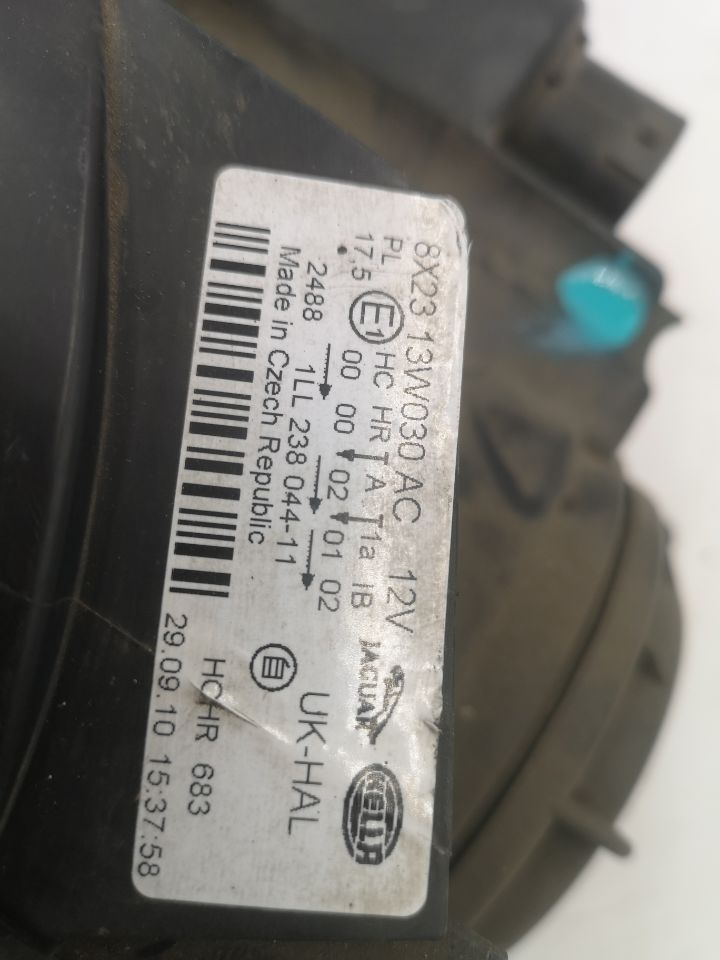 8X23 13W030 AC 12V
PL E1 HC HR T A T1a IB JAGUAR
17,5 00 00 02 01 02
2488 1LL 238 044-11 UK-HAL HELLA
Made in Czech Republic
HCHR 683
29.09.10 15:37:58